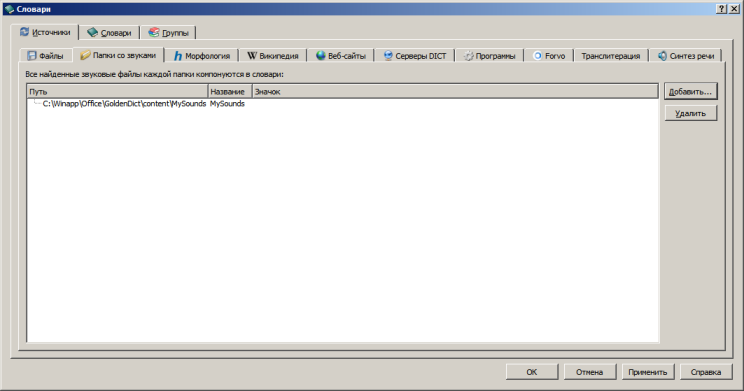 Словари
Источники Словари Группы
Файлы Папки со звуками Морфология Википедия Веб-сайты Серверы DICT Программы Forvo Транслитерация Синтез речи
Все найденные звуковые файлы каждой папки компонуются в словари:
Путь Название Значок
C:\Winapp\Office\GoldenDict\content\MySounds MySounds
Добавить...
Удалить
OK Отмена Применить Справка